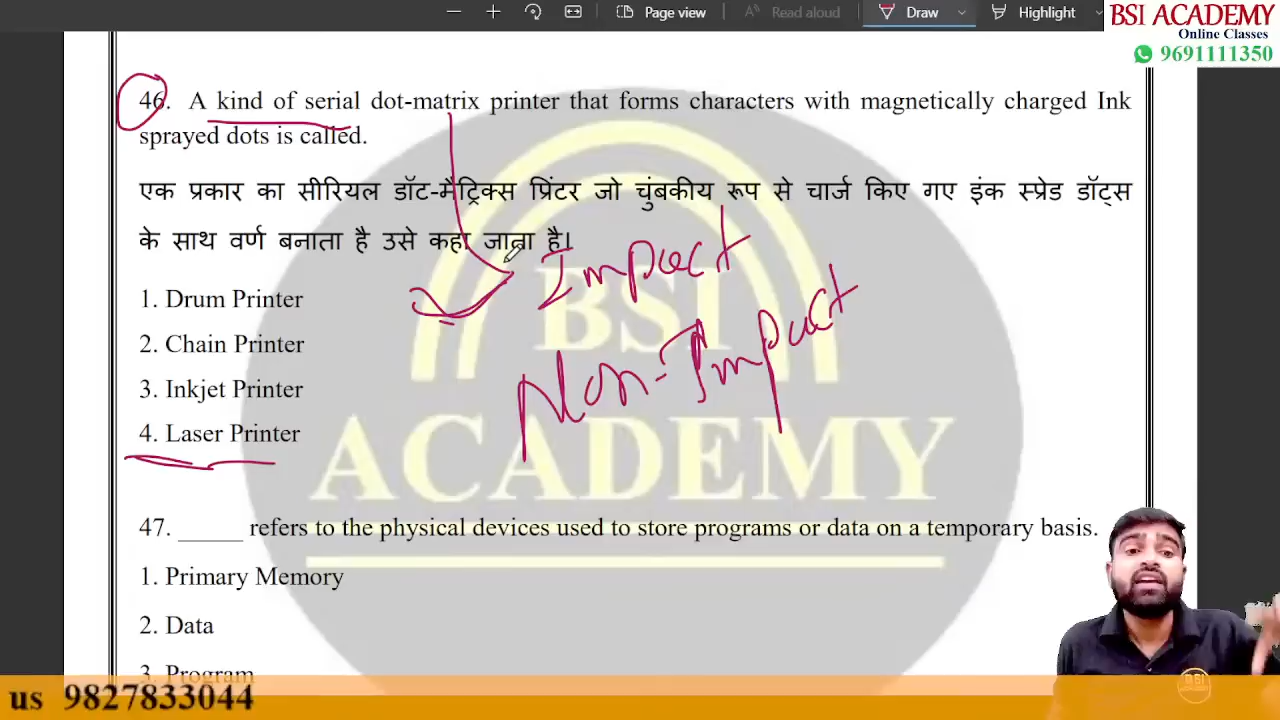 Page view
Read aloud
Draw
Highlight
BSI ACADEMY
Online Classes
9691111350
46. A kind of serial dot-matrix printer that forms characters with magnetically charged Ink
sprayed dots is called.
एक प्रकार का सीरियल डॉट-मैट्रिक्स प्रिंटर जो चुंबकीय रूप से चार्ज किए गए इंक स्प्रेड डॉट्स
के साथ वर्ण बनाता है उसे कहा जाता है।
Impact
1. Drum Printer
2. Chain Printer
Non-Impact
3. Inkjet Printer
4. Laser Printer
BSI
ACADEMY
47. _____ refers to the physical devices used to store programs or data on a temporary basis.
1. Primary Memory
2. Data
3. Program
us 9827833044
BSI